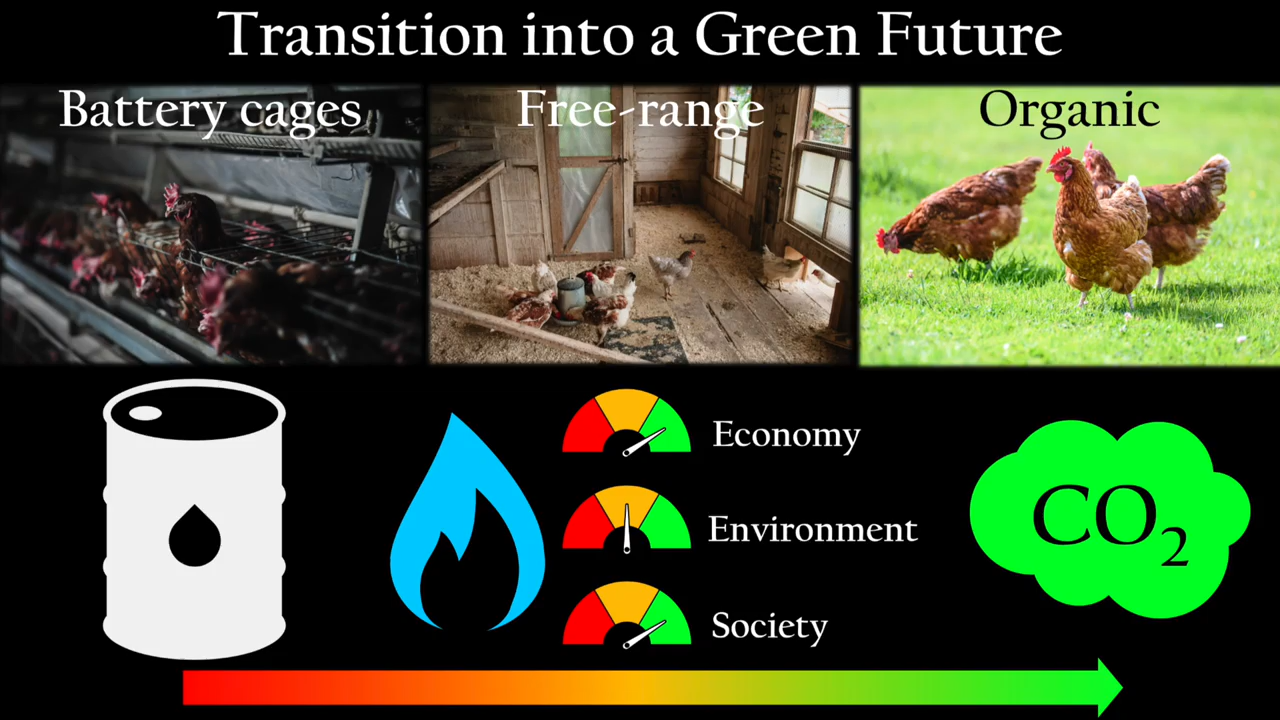 Transition into a Green Future
Battery cages
Free-range
Organic
Economy
Environment
Society
CO₂